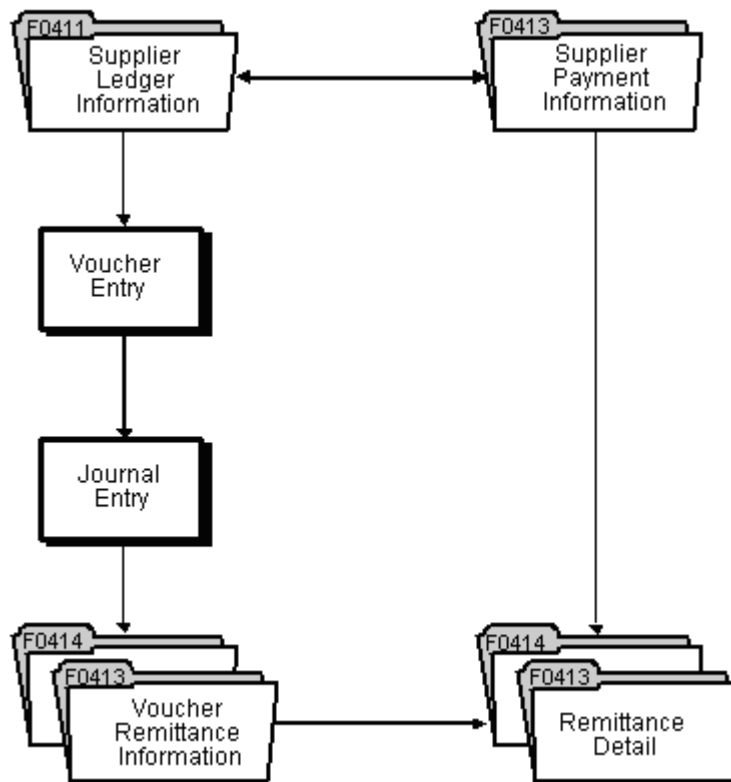 F0411
Supplier
Ledger
Information
F0413
Supplier
Payment
Information
Voucher
Entry
Journal
Entry
F0414
F0413
Voucher
Remittance
Information
F0414
F0413
Remittance
Detail